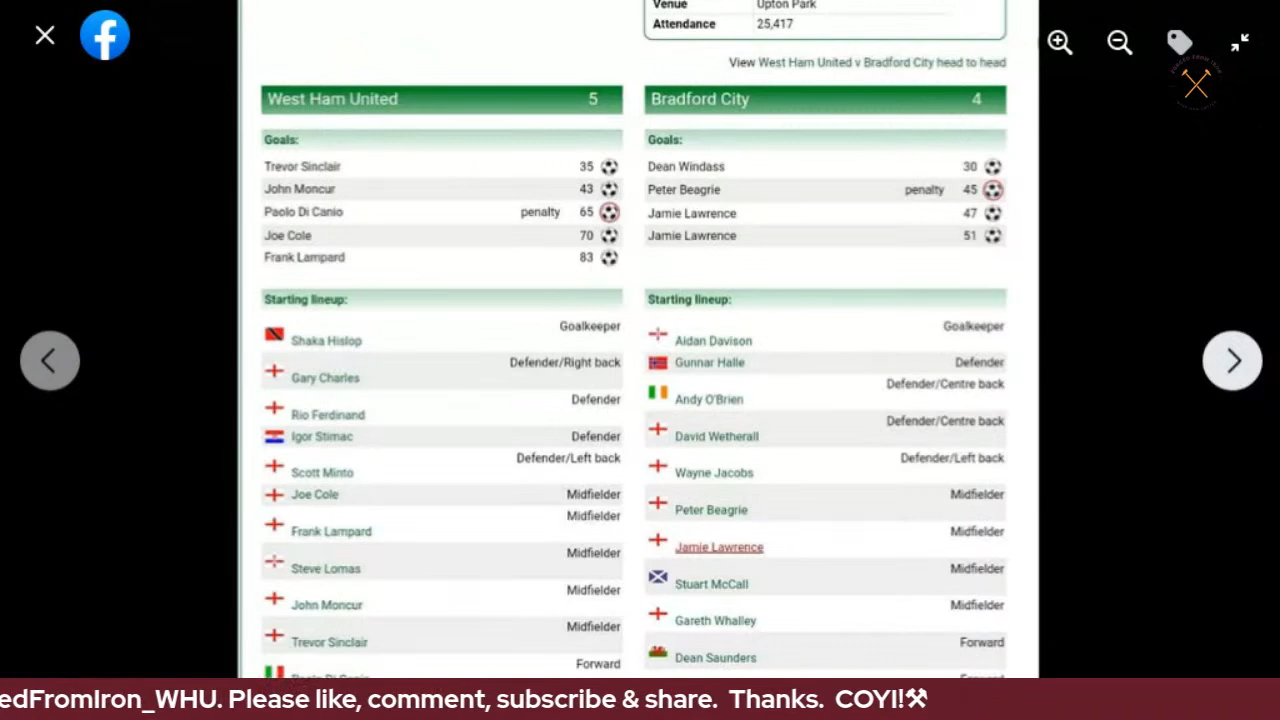 Venue Upton Park
Attendance 25,417
View West Ham United v Bradford City head to head
West Ham United 5
Goals:
Trevor Sinclair 35
John Moncur 43
Paolo Di Canio penalty 65
Joe Cole 70
Frank Lampard 83
Starting lineup:
Goalkeeper
Shaka Hislop
Defender/Right back
Gary Charles
Defender
Rio Ferdinand
Igor Stimac Defender
Defender/Left back
Scott Minto
Joe Cole Midfielder
Midfielder
Frank Lampard
Midfielder
Steve Lomas
Midfielder
John Moncur
Midfielder
Trevor Sinclair
Forward
Bradford City 4
Goals:
Dean Windass 30
Peter Beagrie penalty 45
Jamie Lawrence 47
Jamie Lawrence 51
Starting lineup:
Goalkeeper
Aidan Davison
Gunnar Halle Defender
Defender/Centre back
Andy O'Brien
Defender/Centre back
David Wetherall
Defender/Left back
Wayne Jacobs
Midfielder
Peter Beagrie
Midfielder
Jamie Lawrence
Midfielder
Stuart McCall
Midfielder
Gareth Whalley
Forward
Dean Saunders
edFromIron_WHU. Please like, comment, subscribe & share. Thanks. COYI!⚒